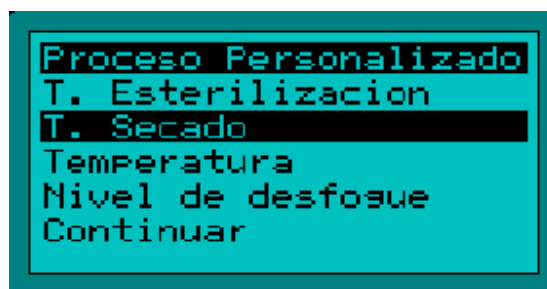 Proceso Personalizado
T. Esterilizacion
T. Secado
Temperatura
Nivel de desfogue
Continuar